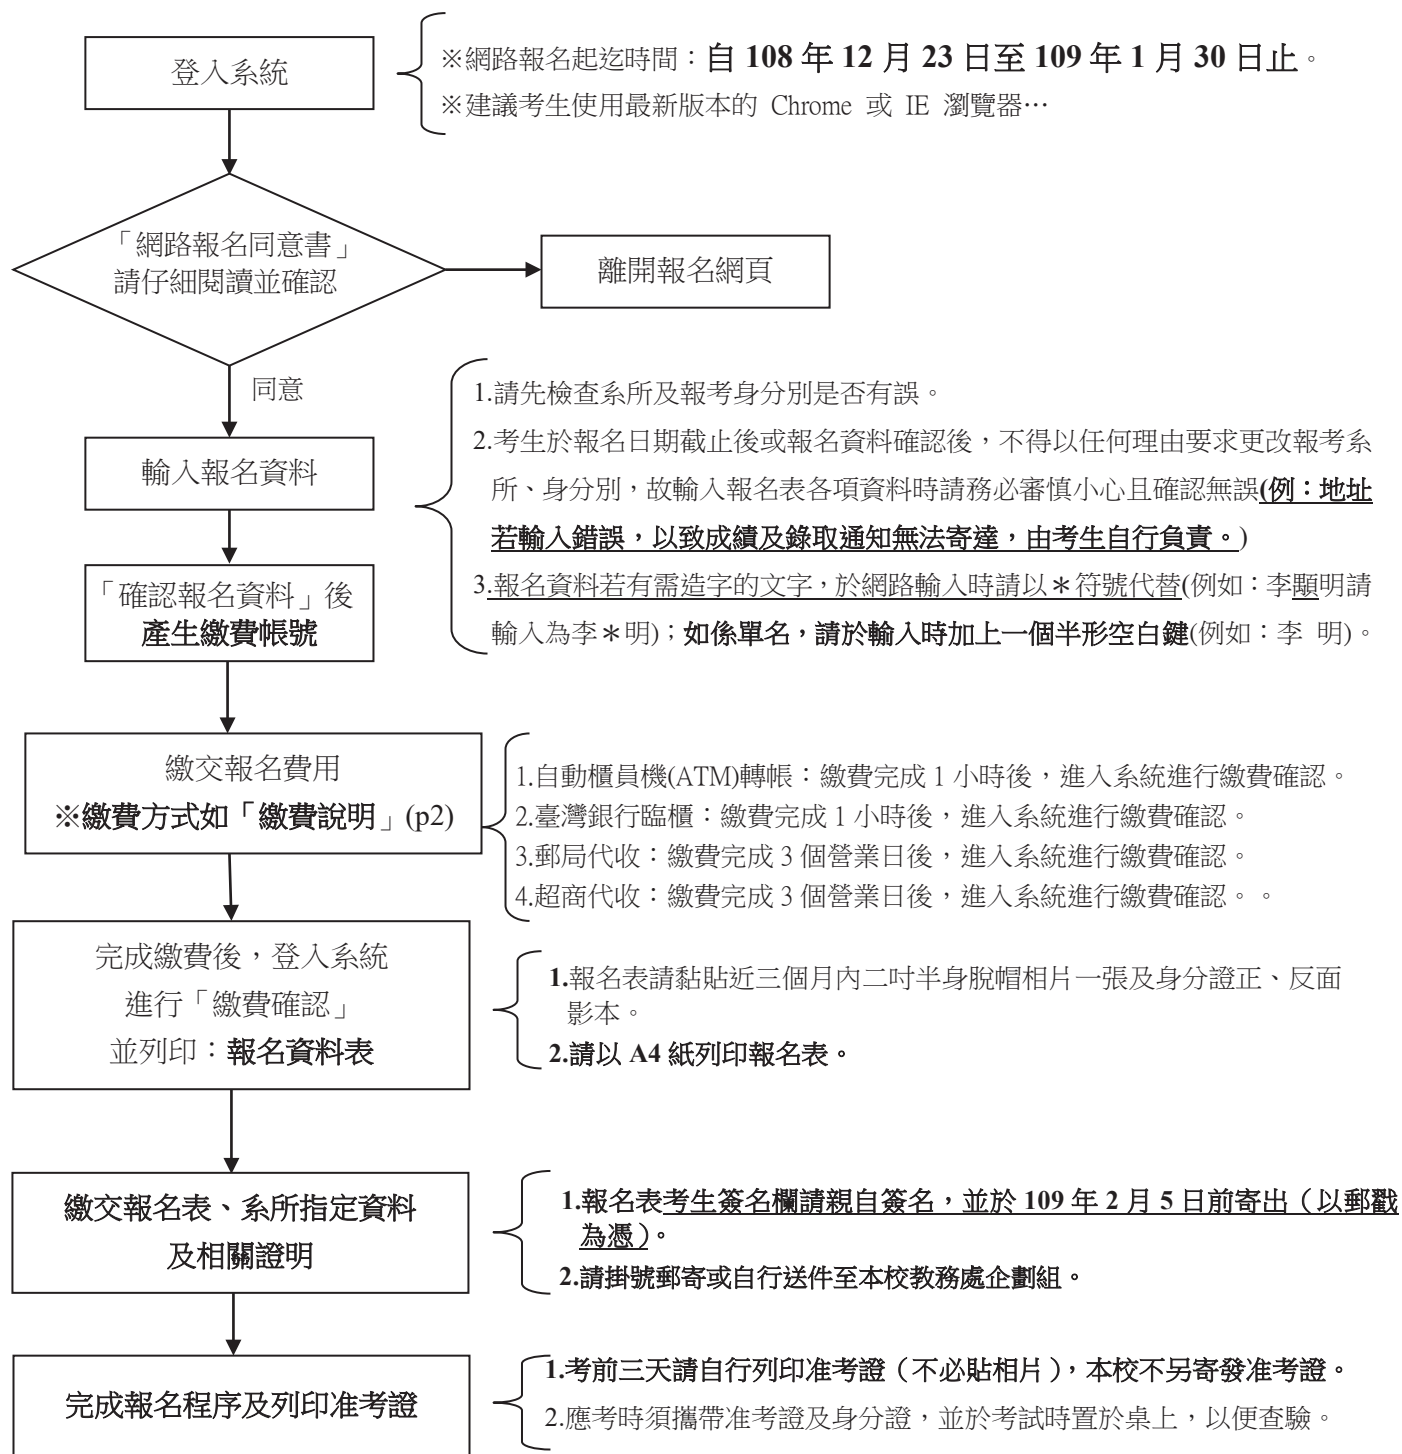 登入系統
※網路報名起迄時間：自 108 年 12 月 23 日至 109 年 1 月 30 日止。
※建議考生使用最新版本的 Chrome 或 IE 瀏覽器…
「網路報名同意書」
請仔細閱讀並確認
離開報名網頁
同意
輸入報名資料
1.請先檢查系所及報考身分別是否有誤。
2.考生於報名日期截止後或報名資料確認後，不得以任何理由要求更改報考系
所、身分別，故輸入報名表各項資料時請務必審慎小心且確認無誤(例：地址
若輸入錯誤，以致成績及錄取通知無法寄達，由考生自行負責。)
3.報名資料若有需造字的文字，於網路輸入時請以＊符號代替(例如：李顯明請
輸入為李＊明)；如係單名，請於輸入時加上一個半形空白鍵(例如：李 明)。
「確認報名資料」後
產生繳費帳號
繳交報名費用
※繳費方式如「繳費說明」(p2)
1.自動櫃員機(ATM)轉帳：繳費完成 1 小時後，進入系統進行繳費確認。
2.臺灣銀行臨櫃：繳費完成 1 小時後，進入系統進行繳費確認。
3.郵局代收：繳費完成 3 個營業日後，進入系統進行繳費確認。
4.超商代收：繳費完成 3 個營業日後，進入系統進行繳費確認。。
完成繳費後，登入系統
進行「繳費確認」
並列印：報名資料表
1.報名表請黏貼近三個月內二吋半身脫帽相片一張及身分證正、反面
影本。
2.請以 A4 紙列印報名表。
繳交報名表、系所指定資料
及相關證明
1.報名表考生簽名欄請親自簽名，並於 109 年 2 月 5 日前寄出（以郵戳
為憑）。
2.請掛號郵寄或自行送件至本校教務處企劃組。
完成報名程序及列印准考證
1.考前三天請自行列印准考證（不必貼相片），本校不另寄發准考證。
2.應考時須攜帶准考證及身分證，並於考試時置於桌上，以便查驗。